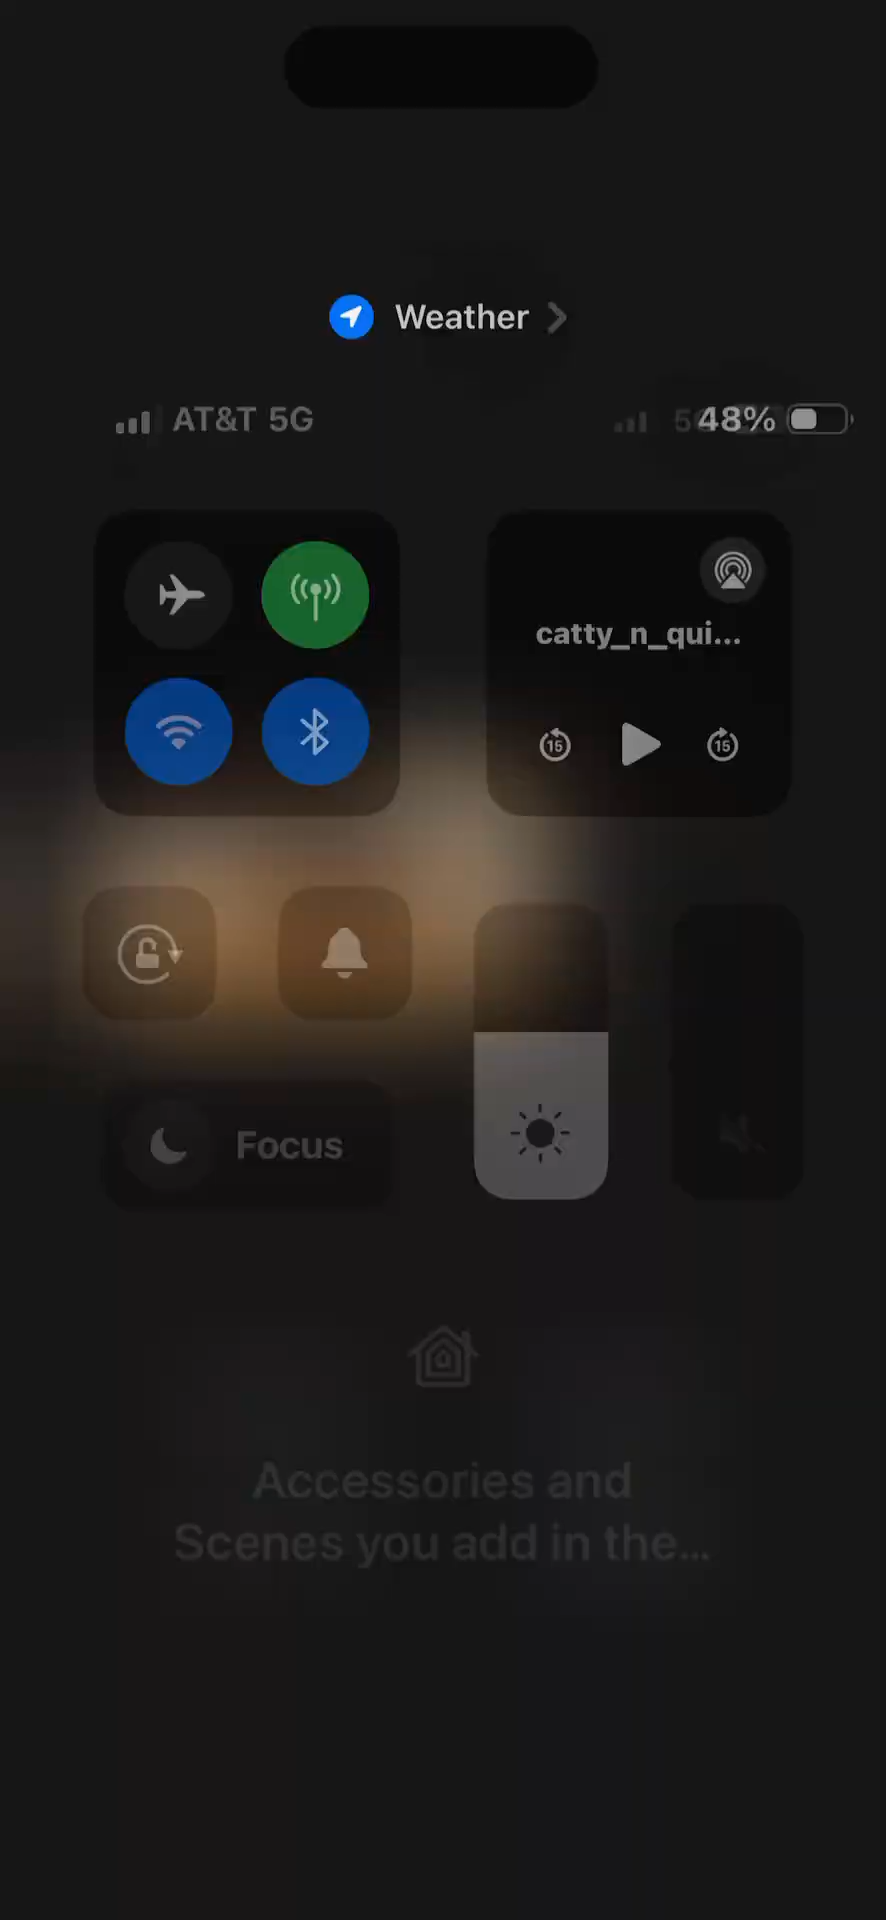 Weather
AT&T 5G
48%
catty_n_qui...
15
15
Focus
Accessories and
Scenes you add in the...